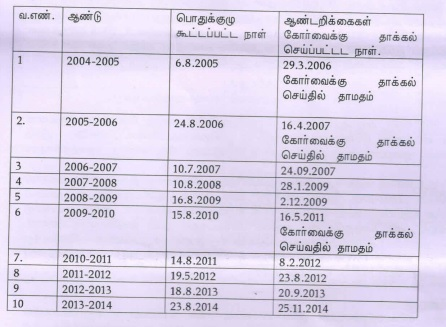 வ.எண். ஆண்டு பொதுக்குழு ஆண்டறிக்கைகள்
கூட்டப்பட்ட நாள் கோர்வைக்கு தாக்கல்
செய்ப்பட்டட நாள்.
1 2004-2005 6.8.2005 29.3.2006
கோர்வைக்கு தாக்கல்
செய்தில் தாமதம்
2. 2005-2006 24.8.2006 16.4.2007
கோர்வைக்கு தாக்கல்
செய்தில் தாமதம்
3 2006-2007 10.7.2007 24.09.2007
4 2007-2008 10.8.2008 28.1.2009
5 2008-2009 16.8.2009 2.12.2009
6 2009-2010 15.8.2010 16.5.2011
கோர்வைக்கு தாக்கல்
செய்வதில் தாமதம்
7. 2010-2011 14.8.2011 8.2.2012
8 2011-2012 19.5.2012 23.8.2012
9 2012-2013 18.8.2013 20.9.2013
10 2013-2014 23.8.2014 25.11.2014